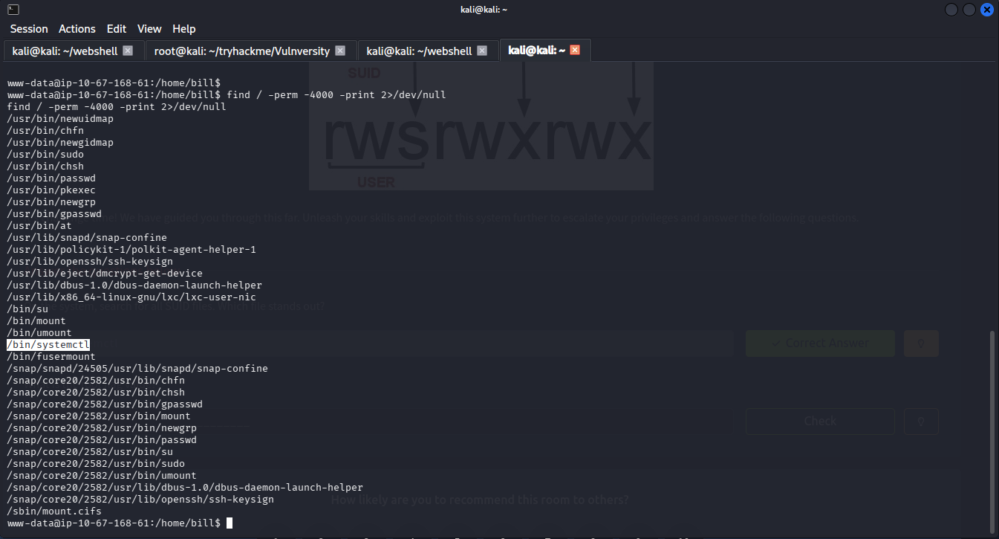 kali@kali: ~
Session Actions Edit View Help
kali@kali: ~/webshell
root@kali: ~/tryhackme/Vulnversity
kali@kali: ~/webshell
kali@kali: ~
www-data@ip-10-67-168-61:/home/bill$
www-data@ip-10-67-168-61:/home/bill$ find / -perm -4000 -print 2>/dev/null
find / -perm -4000 -print 2>/dev/null
/usr/bin/newuidmap
/usr/bin/chfn
/usr/bin/newgidmap
/usr/bin/sudo
/usr/bin/chsh
/usr/bin/passwd
/usr/bin/pkexec
/usr/bin/newgrp
/usr/bin/gpasswd
/usr/bin/at
/usr/lib/snapd/snap-confine
/usr/lib/policykit-1/polkit-agent-helper-1
/usr/lib/openssh/ssh-keysign
/usr/lib/eject/dmcrypt-get-device
/usr/lib/dbus-1.0/dbus-daemon-launch-helper
/usr/lib/x86_64-linux-gnu/lxc/lxc-user-nic
/bin/su
/bin/mount
/bin/umount
/bin/systemctl
/bin/fusermount
/snap/snapd/24505/usr/lib/snapd/snap-confine
/snap/core20/2582/usr/bin/chfn
/snap/core20/2582/usr/bin/chsh
/snap/core20/2582/usr/bin/gpasswd
/snap/core20/2582/usr/bin/mount
/snap/core20/2582/usr/bin/newgrp
/snap/core20/2582/usr/bin/passwd
/snap/core20/2582/usr/bin/su
/snap/core20/2582/usr/bin/sudo
/snap/core20/2582/usr/bin/umount
/snap/core20/2582/usr/lib/dbus-1.0/dbus-daemon-launch-helper
/snap/core20/2582/usr/lib/openssh/ssh-keysign
/sbin/mount.cifs
www-data@ip-10-67-168-61:/home/bill$
SUID
rwsrwxrwx
USER
time! We have guided you through this far. Unleash your skills and exploit this system further to escalate your privileges and answer the following questions.
system, search for all SUID files. Which file stands out?
Correct Answer
Check
How likely are you to recommend this room to others?